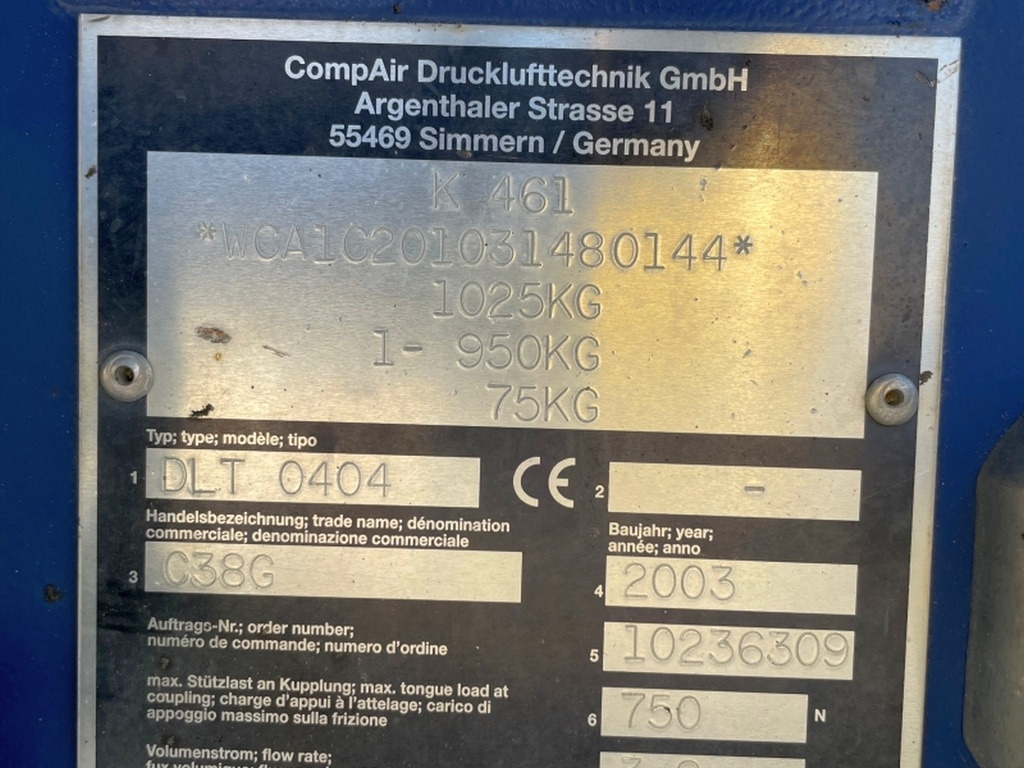 CompAir Drucklufttechnik GmbH
Argenthaler Strasse 11
55469 Simmern / Germany
K 461
*WCA1C201031480144*
1025KG
1- 950KG
75KG
Typ; type; modèle; tipo
1 DLT 0404 CE 2 -
Handelsbezeichnung; trade name; dénomination
commerciale; denominazione commerciale
Baujahr; year;
année; anno
3 C38G
4 2003
Auftrags-Nr.; order number;
numéro de commande; numero d'ordine
5 10236309
max. Stützlast an Kupplung; max. tongue load at
coupling; charge d'appui à l'attelage; carico di
appoggio massimo sulla frizione
6 750 N
Volumenstrom; flow rate;